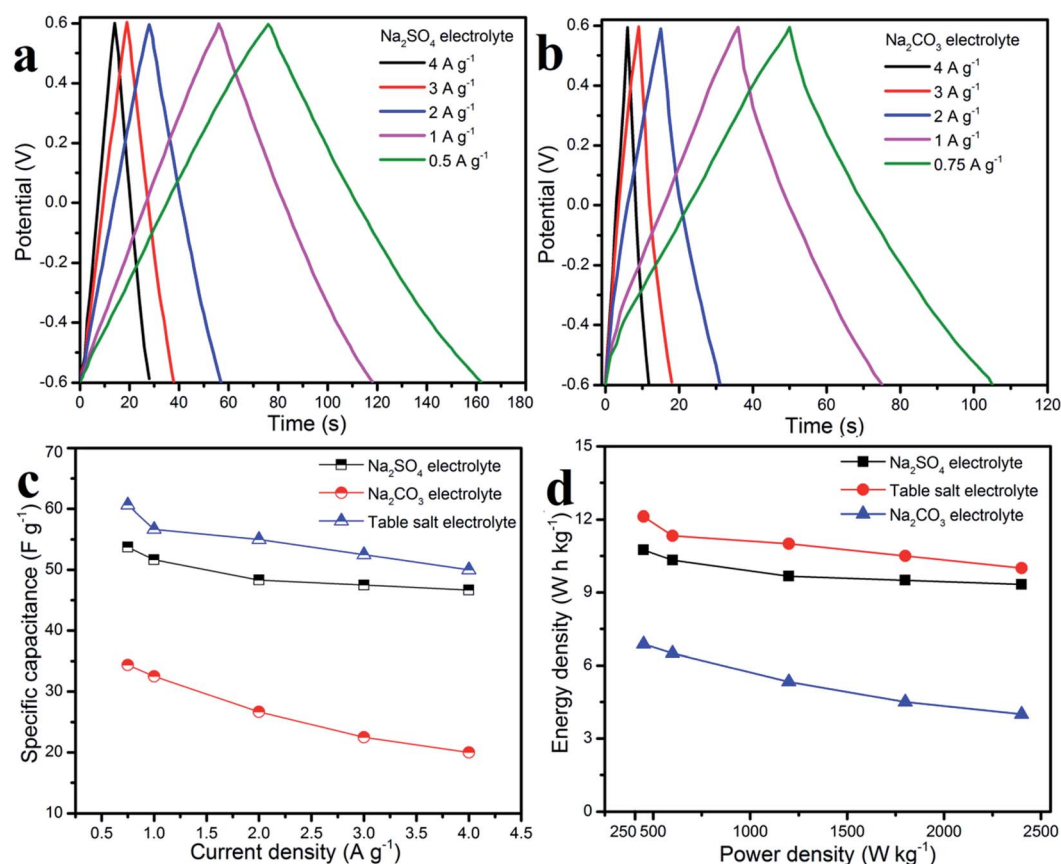 a
Na₂SO₄ electrolyte
4 A g⁻¹
3 A g⁻¹
2 A g⁻¹
1 A g⁻¹
0.5 A g⁻¹
Potential (V)
0.6
0.4
0.2
0.0
-0.2
-0.4
-0.6
0 20 40 60 80 100 120 140 160 180
Time (s)
b
Na₂CO₃ electrolyte
4 A g⁻¹
3 A g⁻¹
2 A g⁻¹
1 A g⁻¹
0.75 A g⁻¹
Potential (V)
0.6
0.4
0.2
0.0
-0.2
-0.4
-0.6
0 20 40 60 80 100 120
Time (s)
c
Na₂SO₄ electrolyte
Na₂CO₃ electrolyte
Table salt electrolyte
Specific capacitance (F g⁻¹)
70
60
50
40
30
20
10
0.5 1.0 1.5 2.0 2.5 3.0 3.5 4.0 4.5
Current density (A g⁻¹)
d
Na₂SO₄ electrolyte
Table salt electrolyte
Na₂CO₃ electrolyte
Energy density (W h kg⁻¹)
15
12
9
6
3
0
250 500 1000 1500 2000 2500
Power density (W kg⁻¹)